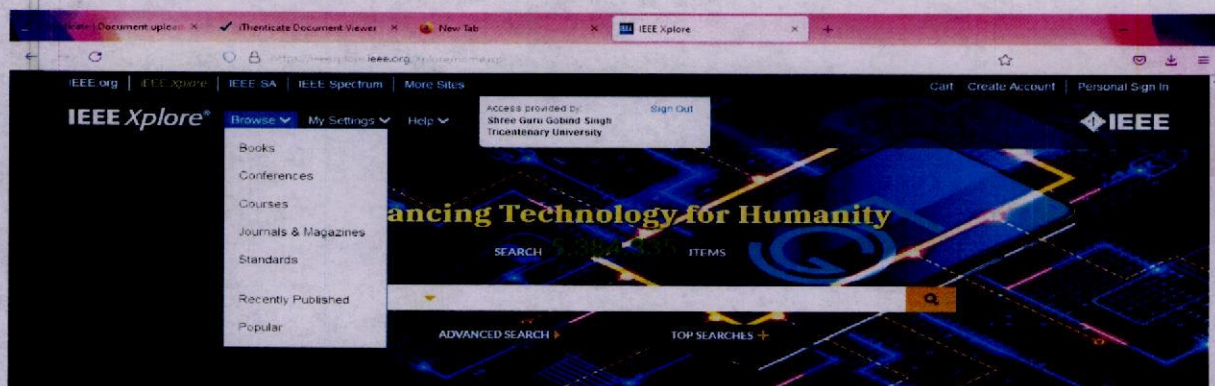 Document upload
iThenticate Document Viewer
New Tab
IEEE Xplore
ieee.org
IEEE.org | IEEE Xplore | IEEE SA | IEEE Spectrum | More Sites
Cart Create Account | Personal Sign In
IEEE Xplore®
Browse My Settings Help
Access provided by:
Shree Guru Gobind Singh
Tricentenary University
Sign Out
IEEE
Books
Conferences
Courses
Journals & Magazines
Standards
Recently Published
Popular
ancing Technology for Humanity
SEARCH ITEMS
ADVANCED SEARCH
TOP SEARCHES